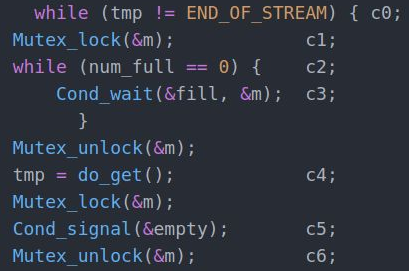 while (tmp != END_OF_STREAM) { c0;
Mutex_lock(&m); c1;
while (num_full == 0) { c2;
Cond_wait(&fill, &m); c3;
}
Mutex_unlock(&m);
tmp = do_get(); c4;
Mutex_lock(&m);
Cond_signal(&empty); c5;
Mutex_unlock(&m); c6;